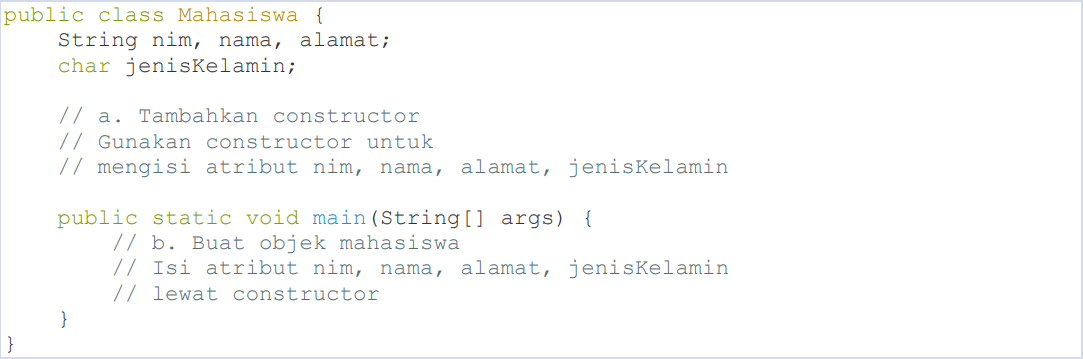 public class Mahasiswa {
    String nim, nama, alamat;
    char jenisKelamin;

    // a. Tambahkan constructor
    // Gunakan constructor untuk
    // mengisi atribut nim, nama, alamat, jenisKelamin

    public static void main(String[] args) {
        // b. Buat objek mahasiswa
        // Isi atribut nim, nama, alamat, jenisKelamin
        // lewat constructor
    }
}